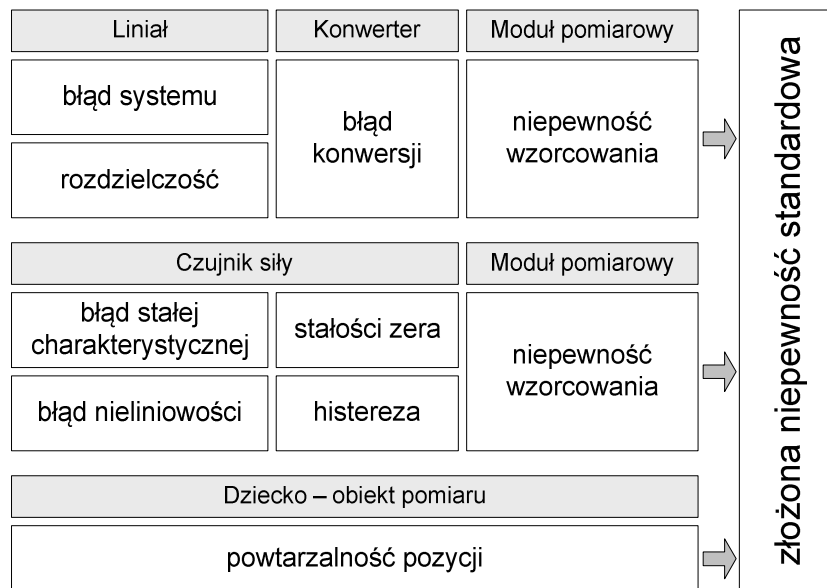 Liniał
Konwerter
Moduł pomiarowy
błąd systemu
rozdzielczość
błąd
konwersji
niepewność
wzorcowania
Czujnik siły
Moduł pomiarowy
błąd stałej
charakterystycznej
stałości zera
błąd nieliniowości
histereza
niepewność
wzorcowania
Dziecko – obiekt pomiaru
powtarzalność pozycji
złożona niepewność standardowa